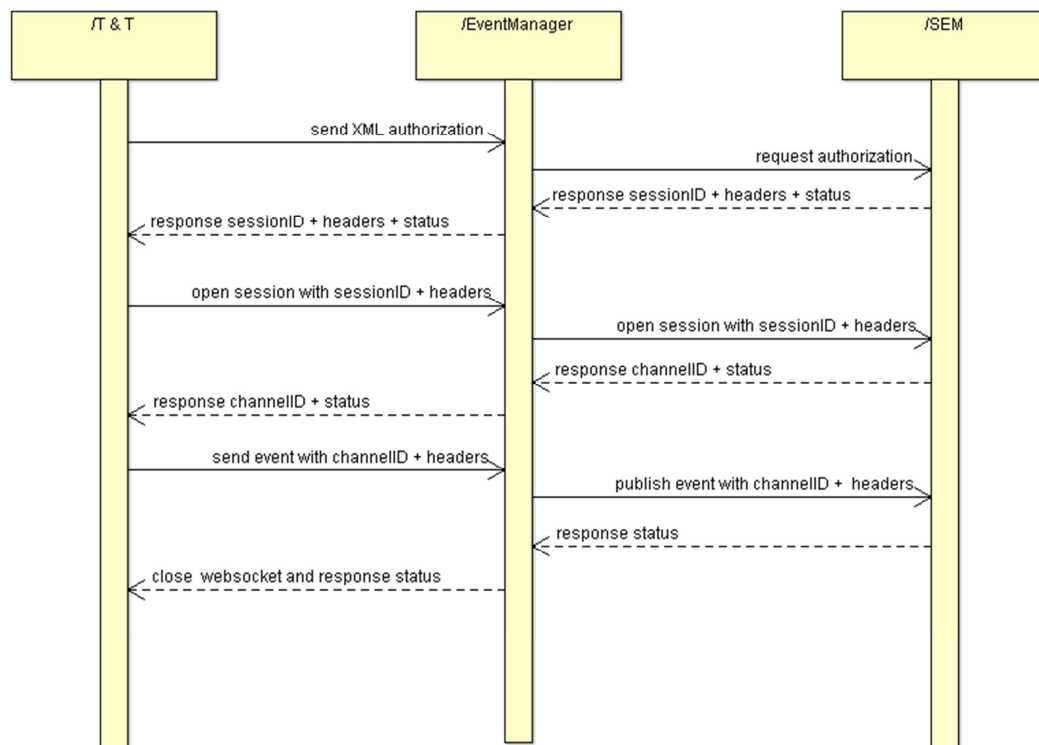 /T & T
/EventManager
/SEM
send XML authorization
request authorization
response sessionID + headers + status
response sessionID + headers + status
open session with sessionID + headers
open session with sessionID + headers
response channelID + status
response channelID + status
send event with channelID + headers
publish event with channelID + headers
response status
close websocket and response status